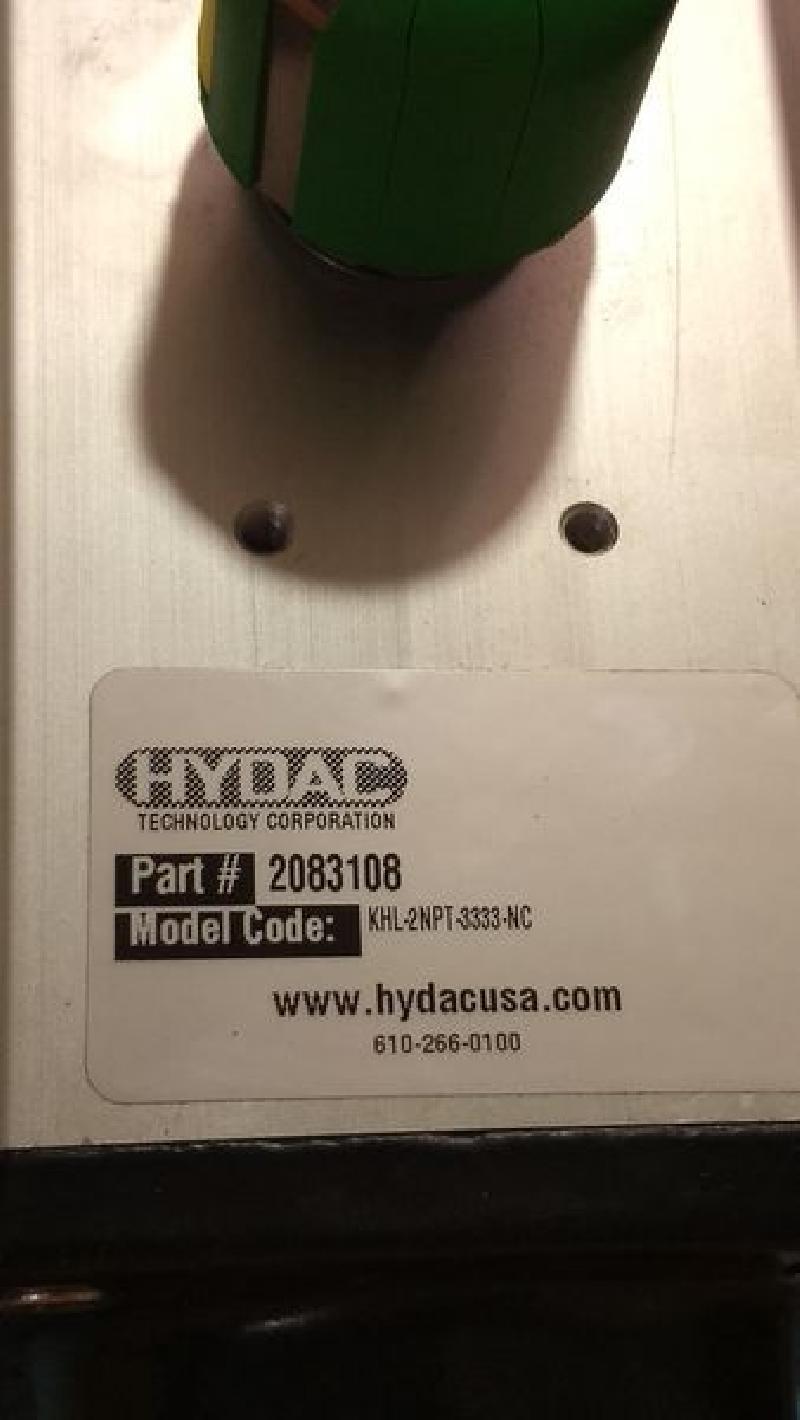 HYDAC
TECHNOLOGY CORPORATION
Part # 2083108
Model Code: KHL-2NPT-3333-NC
www.hydacusa.com
610-266-0100